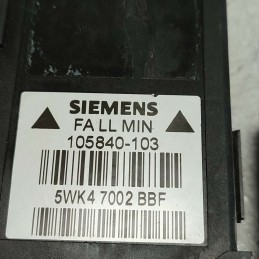 SIEMENS
FA LL MIN
105840-103
5WK4 7002 BBF